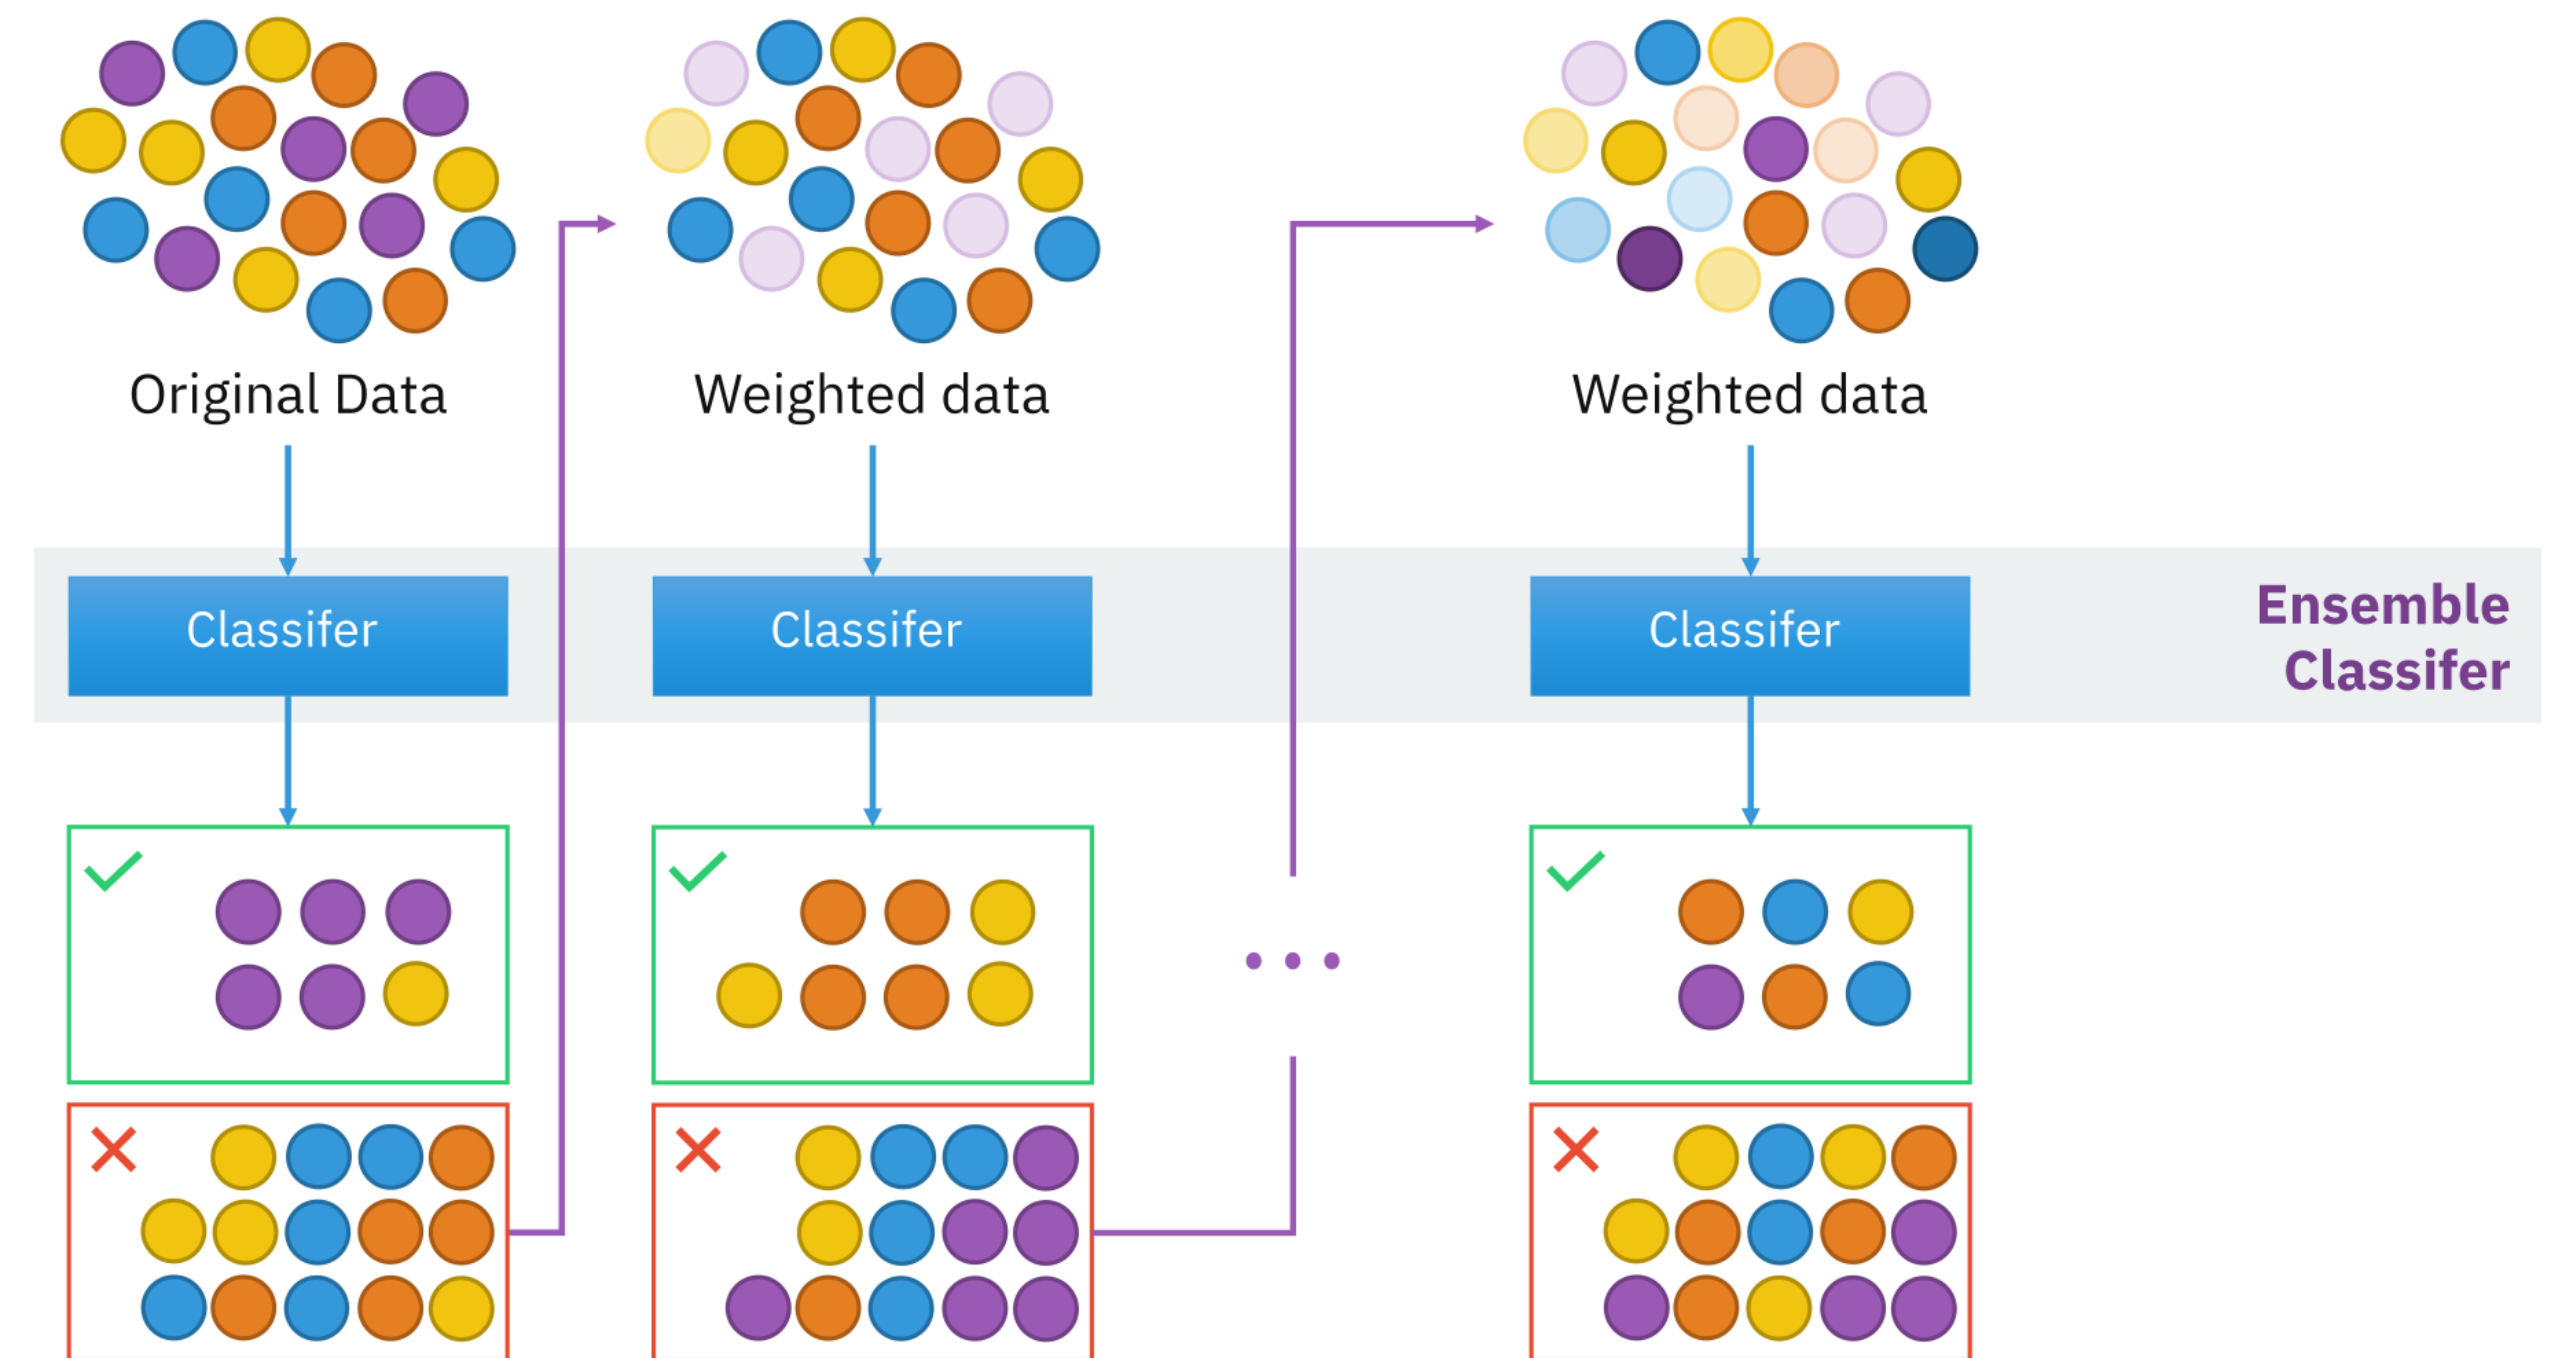 Original Data
Weighted data
Weighted data
Classifer
Classifer
Classifer
Ensemble
Classifer